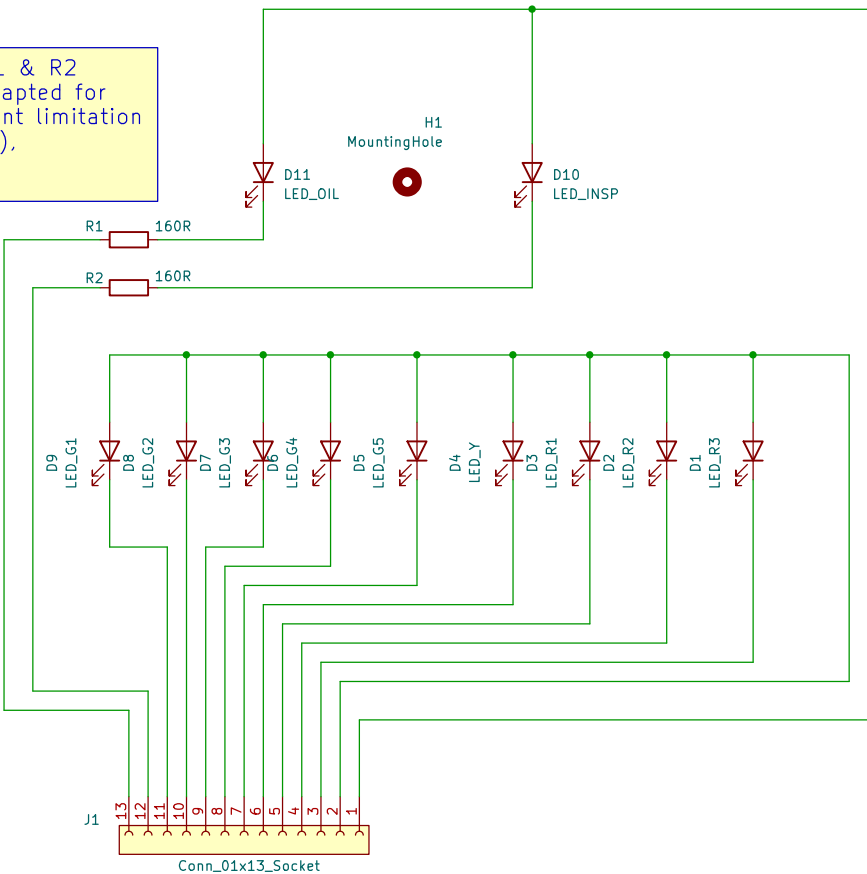 & R2
apted for
nt limitation
),
H1
MountingHole
D11
LED_OIL
D10
LED_INSP
R1
160R
R2
160R
D9
LED_G1
D8
LED_G2
D7
LED_G3
D6
LED_G4
D5
LED_G5
D4
LED_Y
D3
LED_R1
D2
LED_R2
D1
LED_R3
J1
13
12
11
10
9
8
7
6
5
4
3
2
1
Conn_01x13_Socket